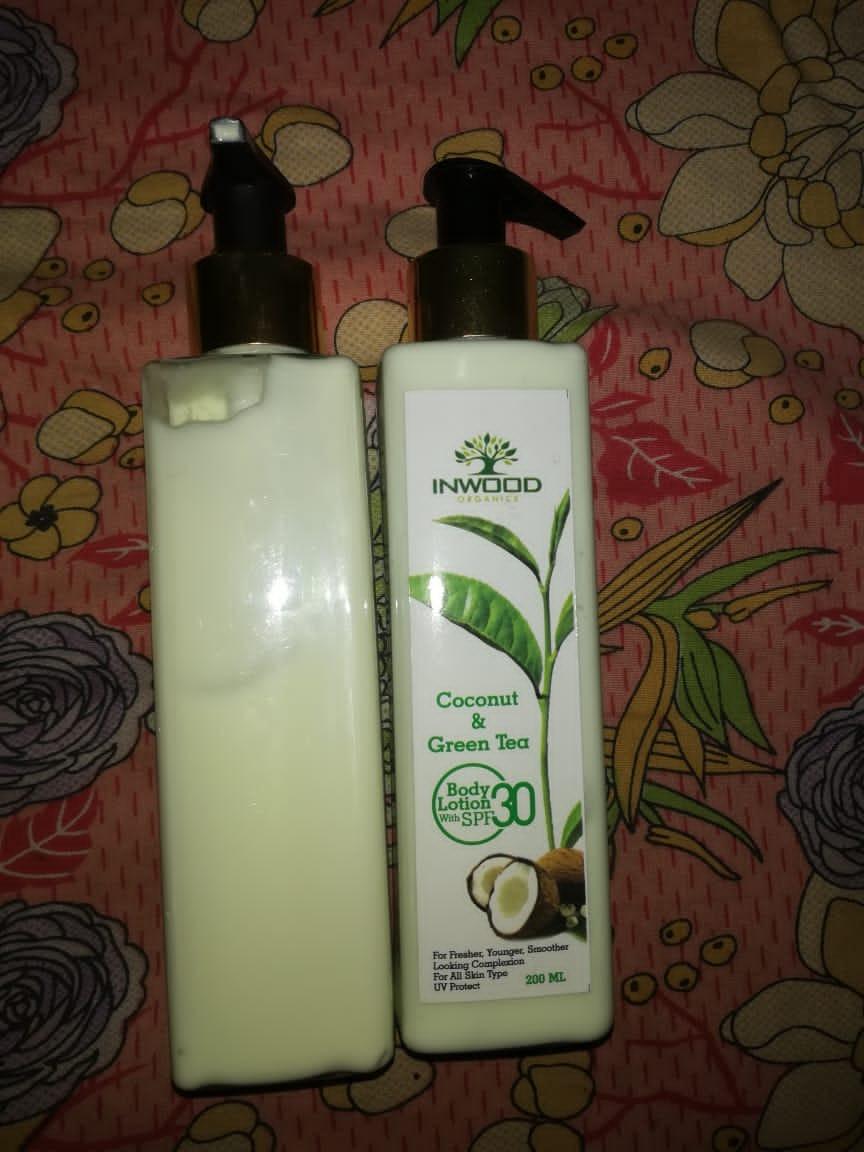 INWOOD
ORGANICS
Coconut
&
Green Tea
Body
Lotion
With SPF 30
For Fresher, Younger, Smoother
Looking Complexion
For All Skin Type
UV Protect
200 ML